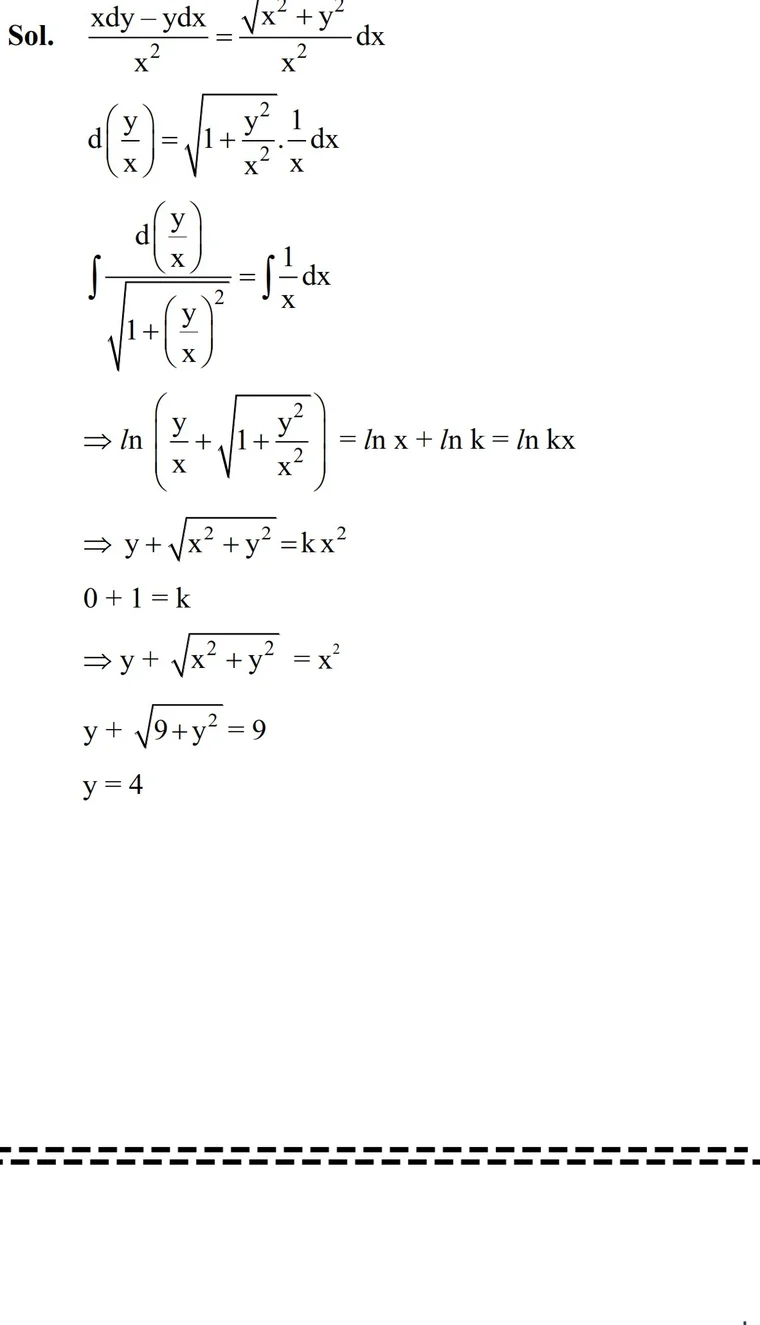 Sol. (xdy – ydx)/x² = √(x² + y²)/x² dx
d(y/x) = √(1 + y²/x²) . 1/x dx
∫ d(y/x)/√(1 + (y/x)²) = ∫ 1/x dx
⇒ ln (y/x + √(1 + y²/x²)) = ln x + ln k = ln kx
⇒ y + √(x² + y²) = k x²
0 + 1 = k
⇒ y + √(x² + y²) = x²
y + √(9 + y²) = 9
y = 4